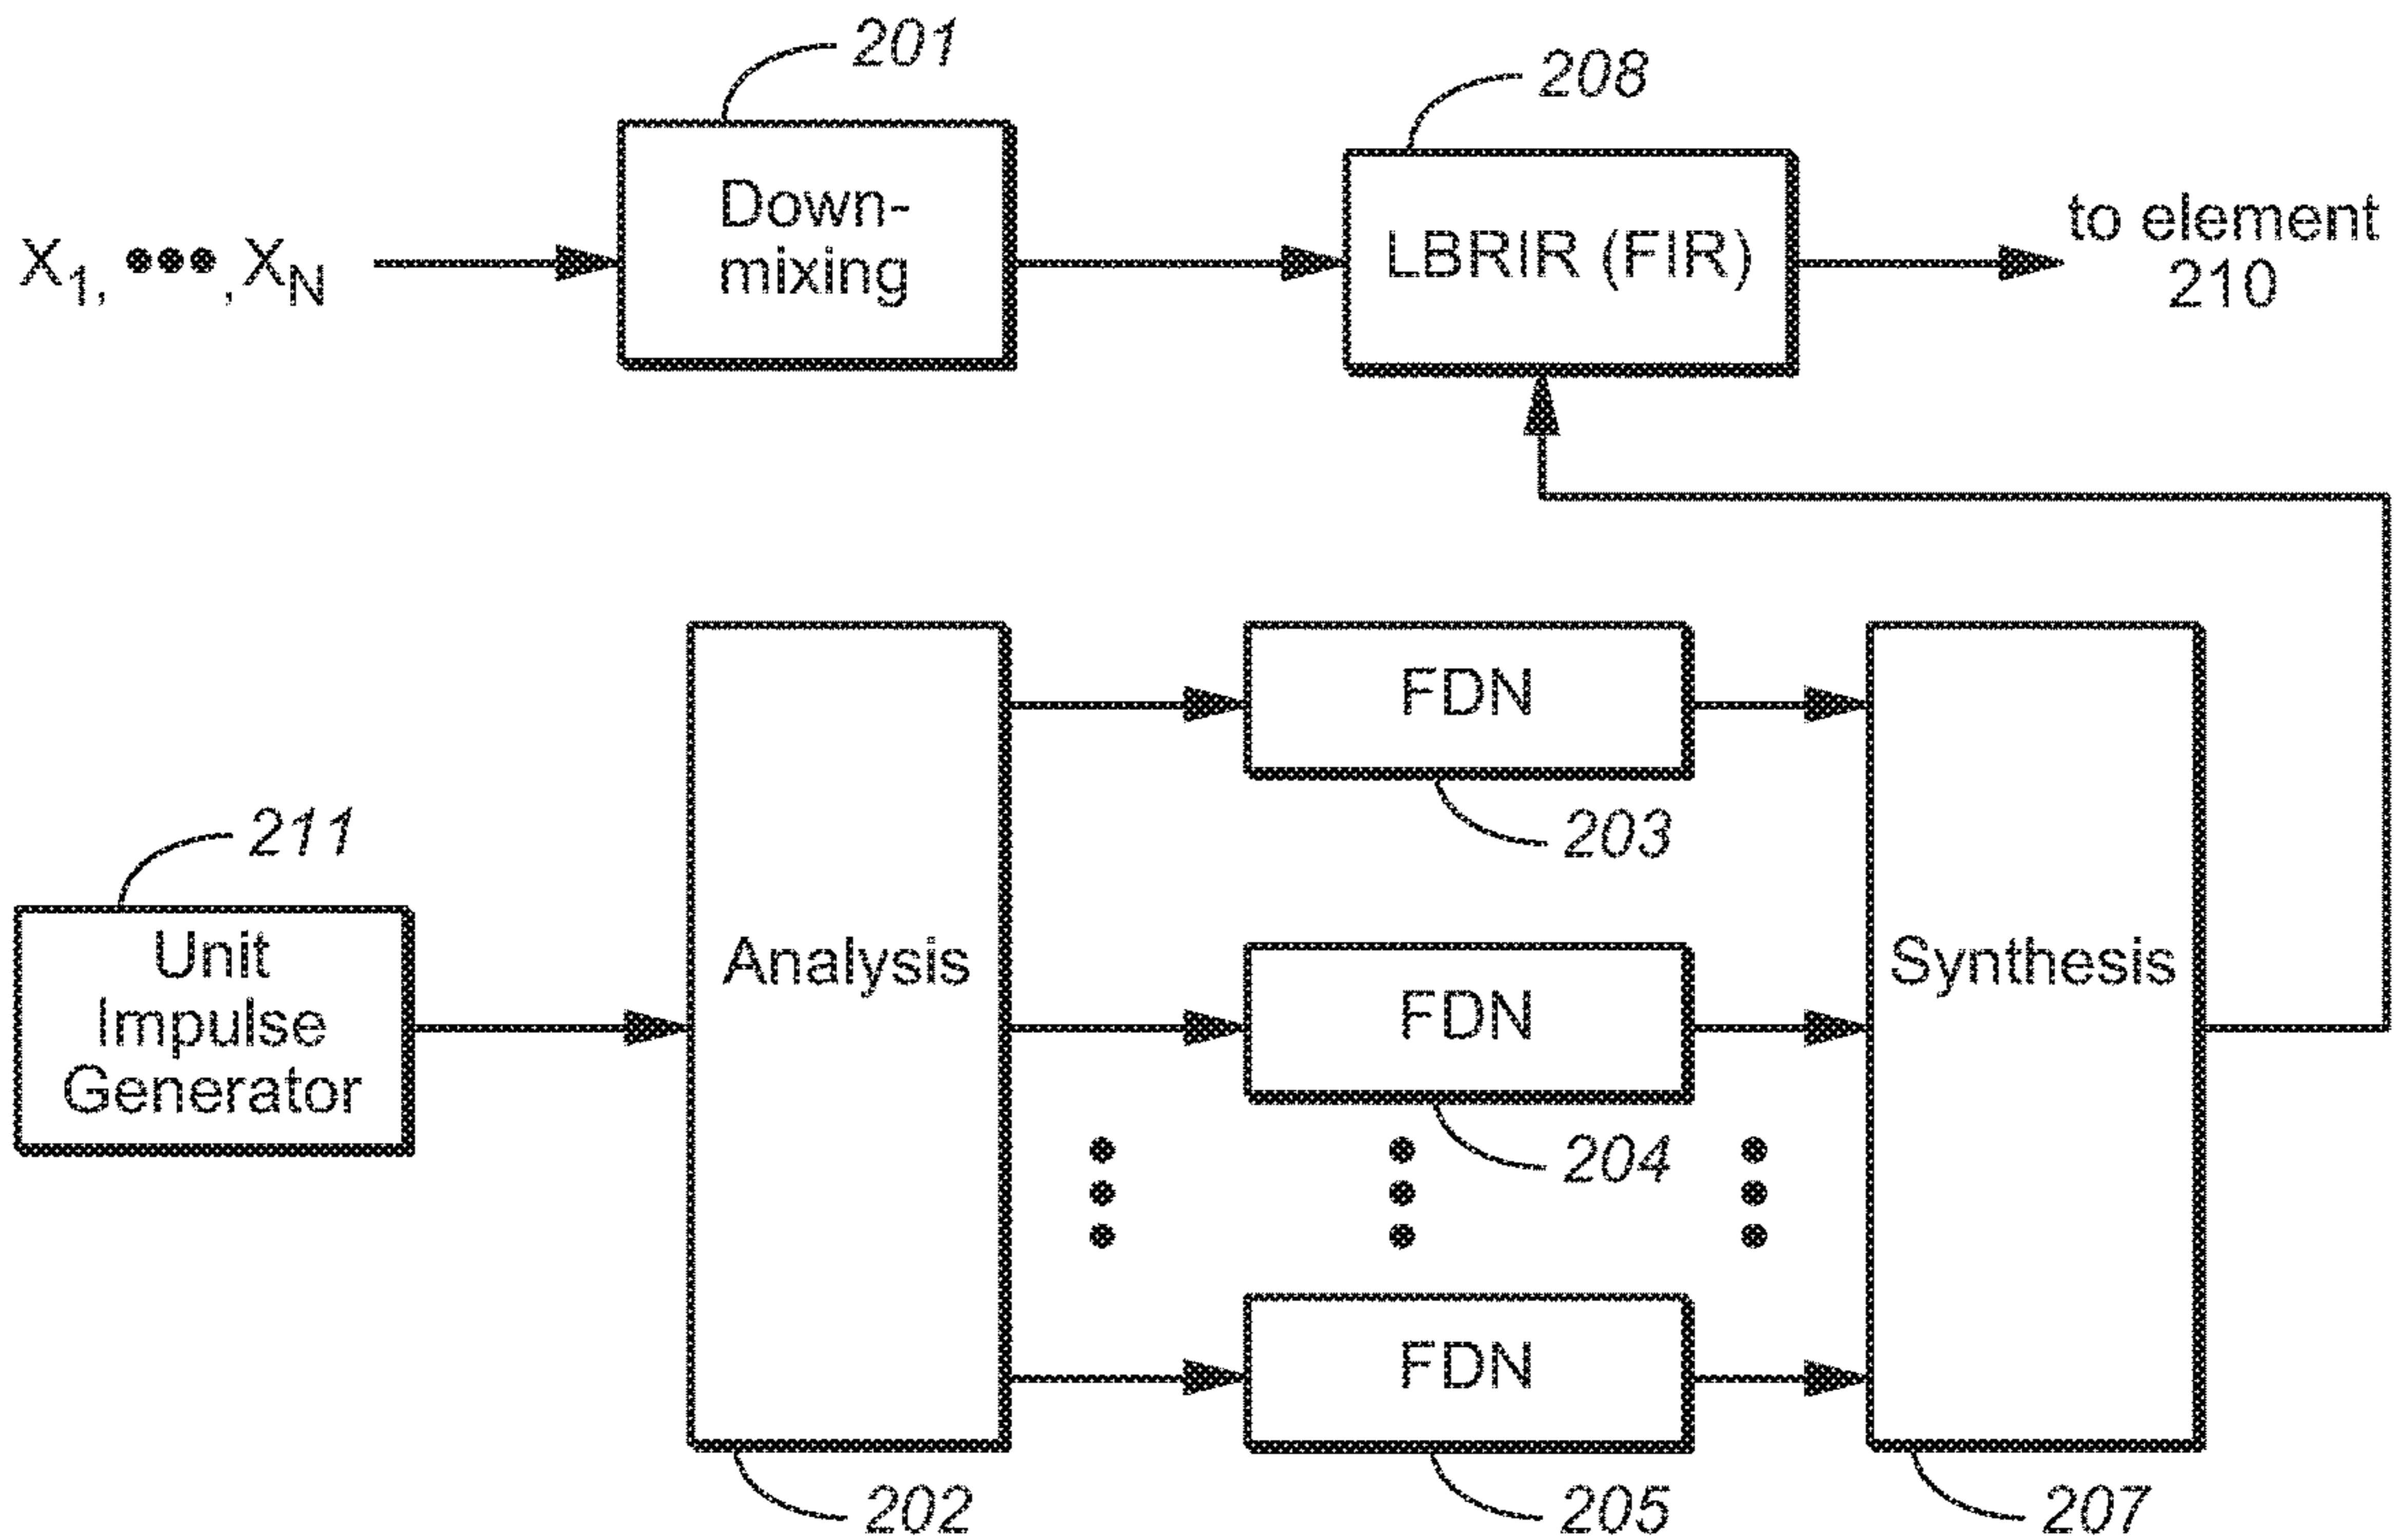 201
208
Down-
mixing
LBRIR (FIR)
X1, •••, XN
to element
210
FDN
203
211
Unit
Impulse
Generator
Analysis
FDN
204
Synthesis
FDN
202
205
207